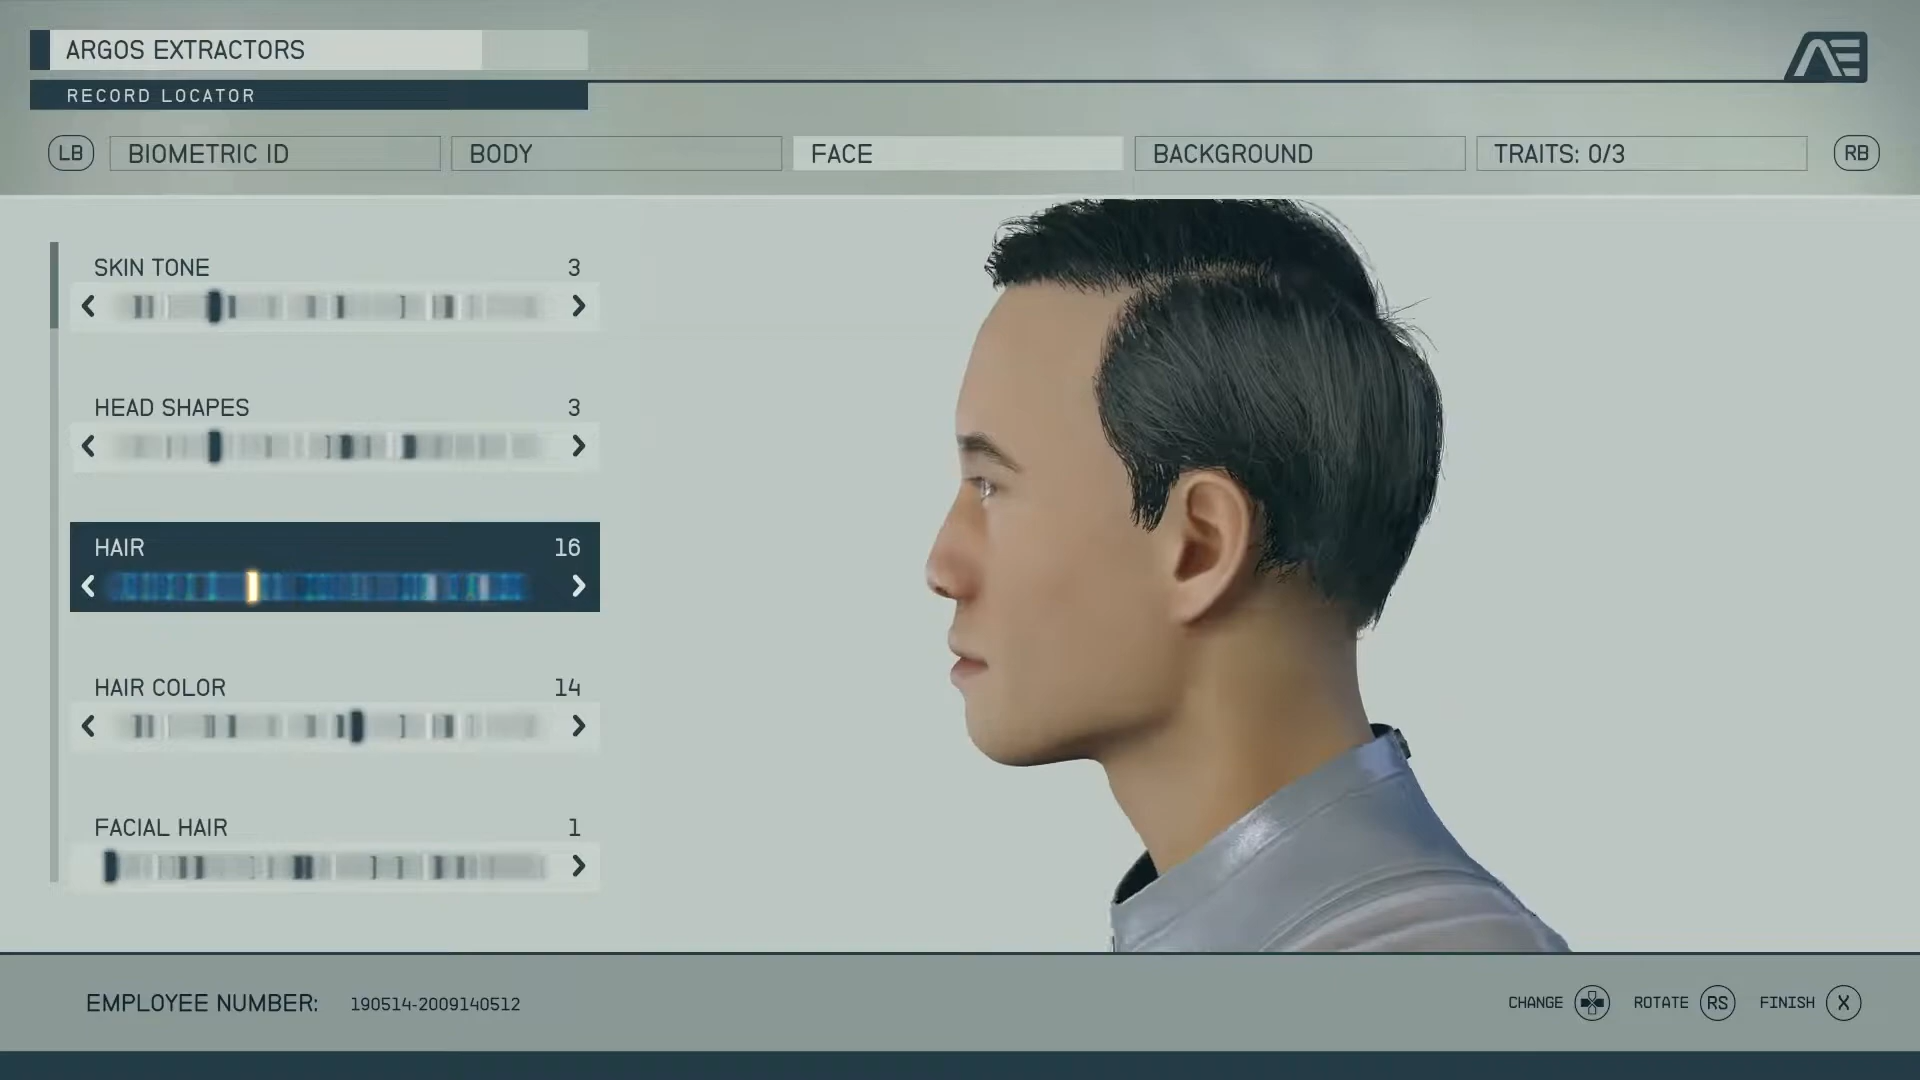 ARGOS EXTRACTORS
AE
RECORD LOCATOR
LB BIOMETRIC ID BODY FACE BACKGROUND TRAITS: 0/3 RB
SKIN TONE 3
HEAD SHAPES 3
HAIR 16
HAIR COLOR 14
FACIAL HAIR 1
EMPLOYEE NUMBER: 190514-2009140512 CHANGE ROTATE RS FINISH X